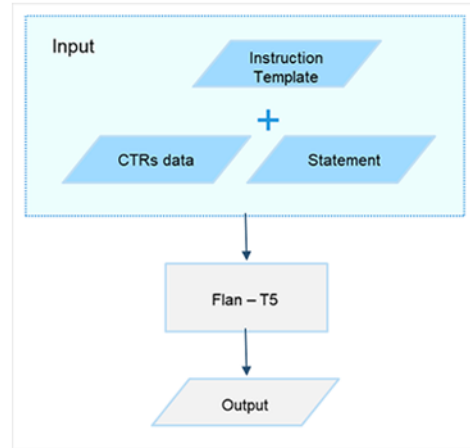 Input
Instruction
Template
+
CTRs data
Statement
Flan – T5
Output